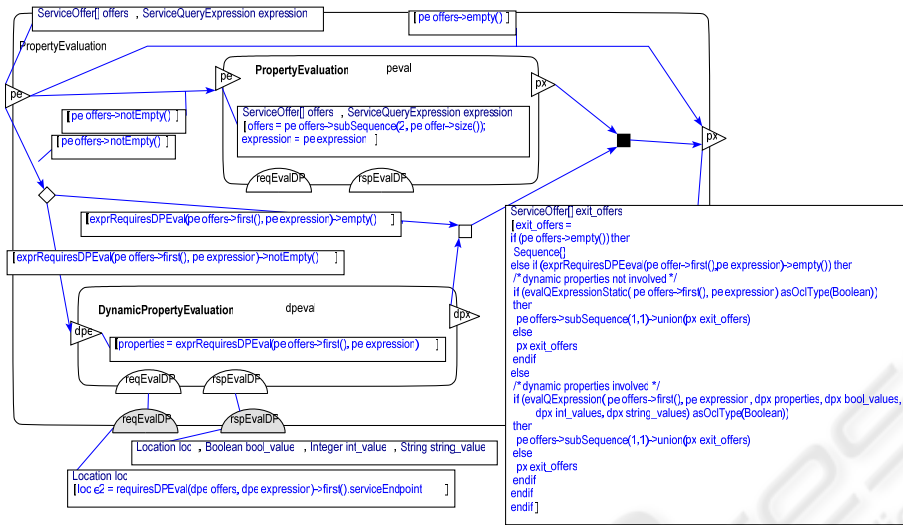 ServiceOffer[] offers , ServiceQueryExpression expression
[pe offers->empty() ]
PropertyEvaluation
pe
pe
PropertyEvaluation peval
px
ServiceOffer[] offers , ServiceQueryExpression expression
[offers = pe offers->subSequence(2, pe offer->size());
expression = pe expression ]
[pe offers->notEmpty() ]
[pe offers->notEmpty() ]
px
reqEvalDP rspEvalDP
[exprRequiresDPEval(pe offers->first(), pe expression)->empty() ]
[exprRequiresDPEval(pe offers->first(), pe expression)->notEmpty() ]
DynamicPropertyEvaluation dpeval
dpe
dpx
[properties = exprRequiresDPEval(pe offers->first(), pe expression) ]
reqEvalDP rspEvalDP
reqEvalDP rspEvalDP
Location loc , Boolean bool_value , Integer int_value , String string_value
Location loc
[loc e2 = requiresDPEval(dpe offers, dpe expression)->first().serviceEndpoint ]
ServiceOffer[] exit_offers
[exit_offers =
if (pe offers->empty()) then
Sequence{}
else if (exprRequiresDPEeval(pe offer->first(),pe expression)->empty()) then
/* dynamic properties not involved */
if (evalQExpressionStatic( pe offers->first(), pe expression) asOclType(Boolean))
then
pe offers->subSequence(1,1)->union(px exit_offers)
else
px exit_offers
endif
else
/* dynamic properties involved */
if (evalQExpression( pe offers->first(), pe expression , dpx properties, dpx bool_values,
dpx int_values, dpx string_values) asOclType(Boolean))
then
pe offers->subSequence(1,1)->union(px exit_offers)
else
px exit_offers
endif
endif
endif ]